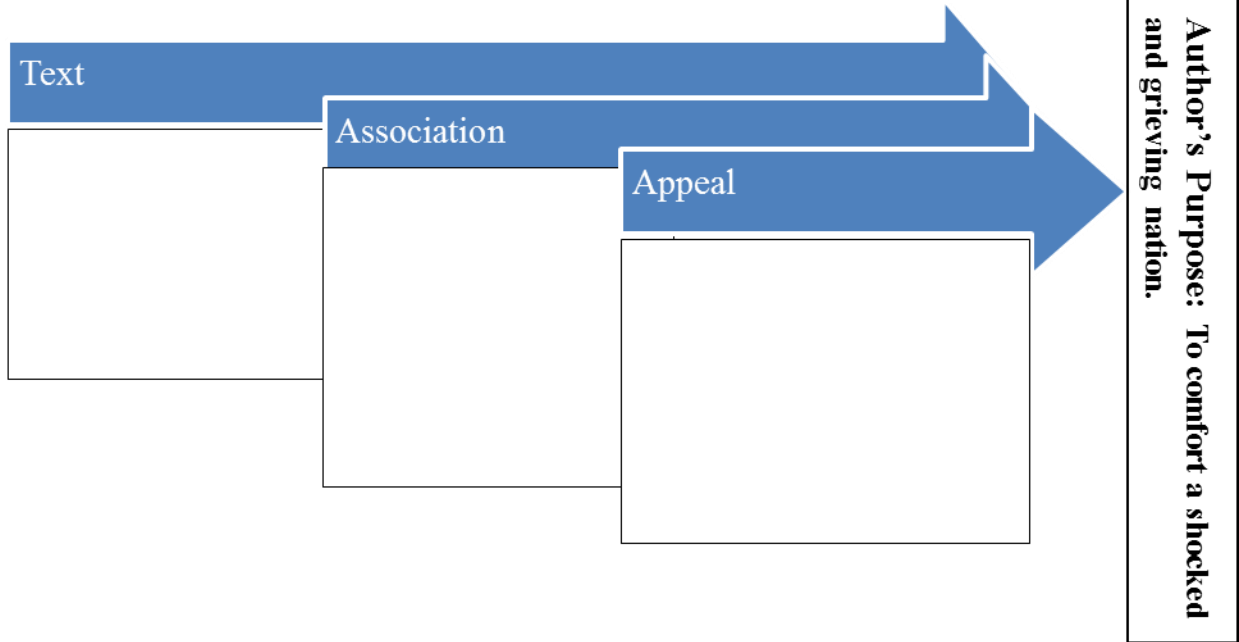 Text
Association
Appeal
Author's Purpose: To comfort a shocked
and grieving nation.